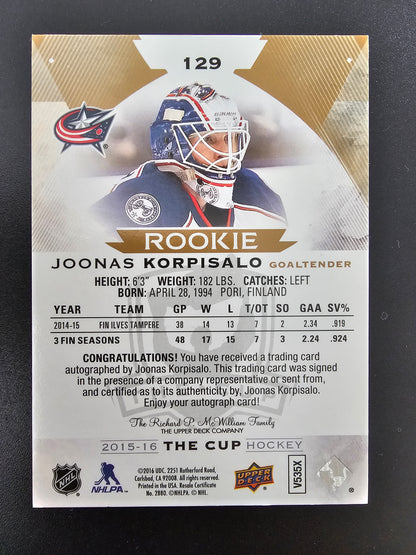 129
ROOKIE
JOONAS KORPISALO GOALTENDER
HEIGHT: 6'3" WEIGHT: 182 LBS. CATCHES: LEFT
BORN: APRIL 28, 1994 PORI, FINLAND
YEAR TEAM GP W L T/OT SO GAA SV%
2014-15 FIN ILVES TAMPERE 38 14 13 7 2 2.34 .919
3 FIN SEASONS 48 17 15 7 3 2.24 .924
CONGRATULATIONS! You have received a trading card
autographed by Joonas Korpisalo. This trading card was signed
in the presence of a company representative or sent from,
and certified as to its authenticity by, Joonas Korpisalo.
Enjoy your autograph card!
The Richard P. McWilliam Family
THE UPPER DECK COMPANY
2015-16 THE CUP HOCKEY
NHL
NHLPA
©2016 UDC. 2251 Rutherford Road,
Carlsbad, CA 92008. All Rights Reserved.
Printed in the USA. Resale Certificate
No. 2880. ©NHLPA. © NHL.
UPPER DECK
V535X